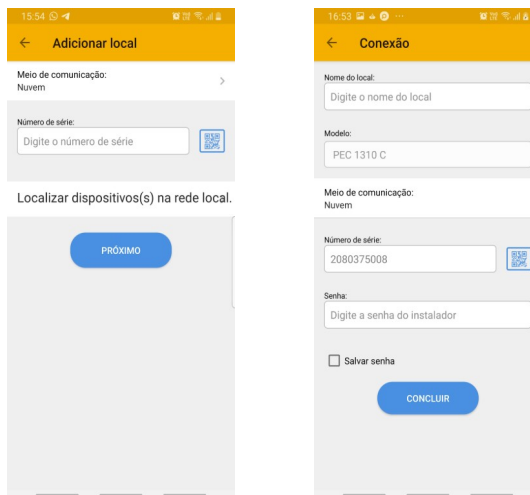 15:54
Adicionar local
Meio de comunicação:
Nuvem
Número de série:
Digite o número de série
Localizar dispositivos(s) na rede local.
PRÓXIMO
16:53
Conexão
Nome do local:
Digite o nome do local
Modelo:
PEC 1310 C
Meio de comunicação:
Nuvem
Número de série:
2080375008
Senha:
Digite a senha do instalador
Salvar senha
CONCLUIR